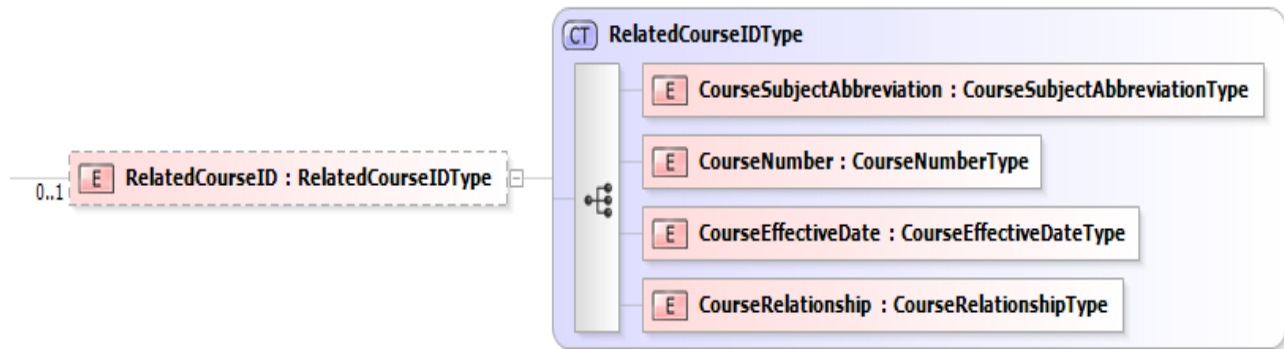 CT RelatedCourseIDType
E CourseSubjectAbbreviation : CourseSubjectAbbreviationType
E CourseNumber : CourseNumberType
E RelatedCourseID : RelatedCourseIDType
0..1
E CourseEffectiveDate : CourseEffectiveDateType
E CourseRelationship : CourseRelationshipType